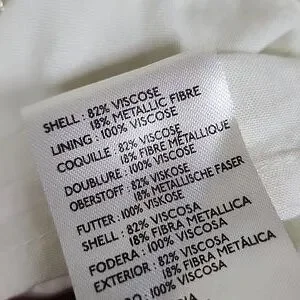 SHELL : 82% VISCOSE
18% METALLIC FIBRE
LINING : 100% VISCOSE
COQUILLE : 82% VISCOSE
18% FIBRE METALLIQUE
DOUBLURE : 100% VISCOSE
OBERSTOFF : 82% VISKOSE
18% METALLISCHE FASER
FUTTER : 100% VISKOSE
SHELL : 82% VISCOSA
18% FIBRA METALLICA
FODERA : 100% VISCOSA
EXTERIOR : 82% VISCOSA
18% FIBRA METÁLICA
: 100% VISCOSA